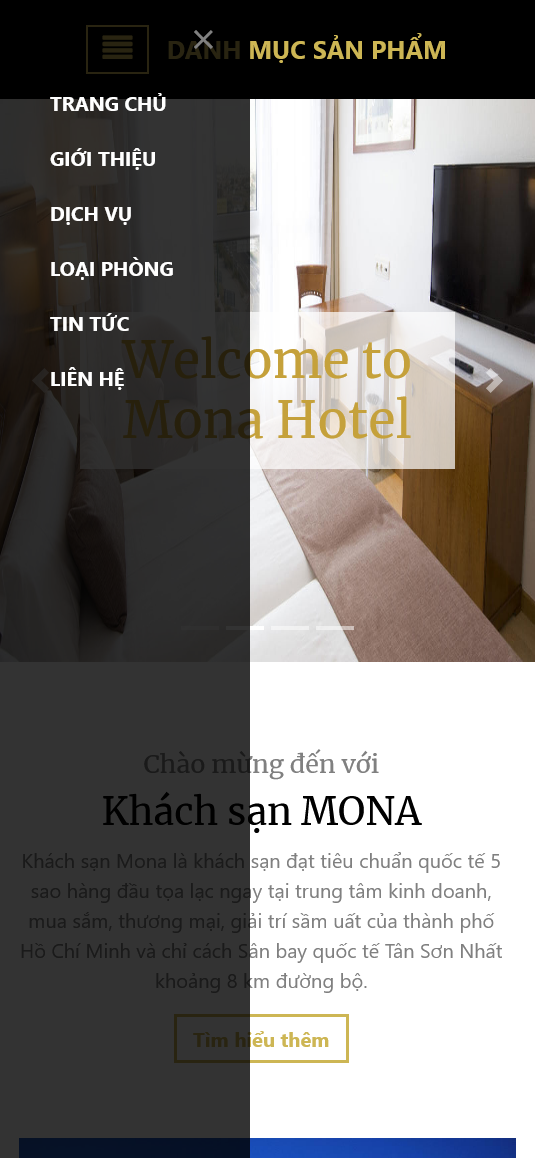 DANH MỤC SẢN PHẨM
×
TRANG CHỦ
GIỚI THIỆU
DỊCH VỤ
LOẠI PHÒNG
TIN TỨC
LIÊN HỆ
Welcome to
Mona Hotel
Chào mừng đến với
Khách sạn MONA
Khách sạn Mona là khách sạn đạt tiêu chuẩn quốc tế 5
sao hàng đầu tọa lạc ngay tại trung tâm kinh doanh,
mua sắm, thương mại, giải trí sầm uất của thành phố
Hồ Chí Minh và chỉ cách Sân bay quốc tế Tân Sơn Nhất
khoảng 8 km đường bộ.
Tìm hiểu thêm